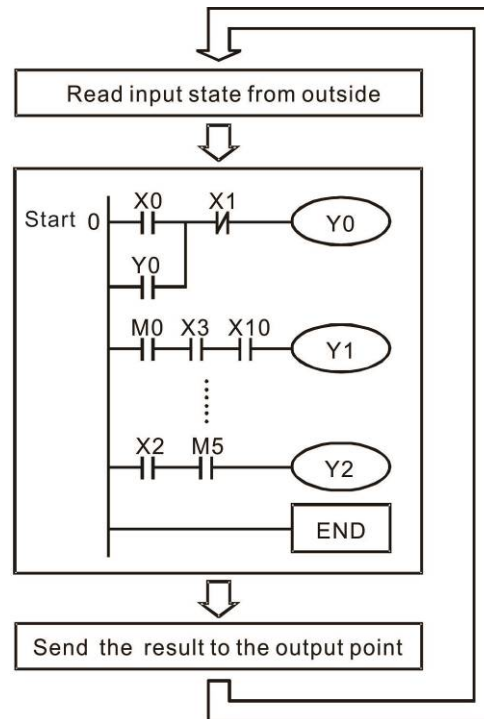 Read input state from outside
X0 X1
Start 0 Y0
Y0
M0 X3 X10
Y1
X2 M5
Y2
END
Send the result to the output point